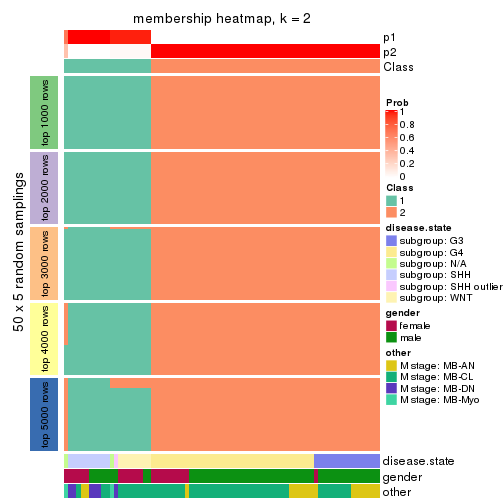 membership heatmap, k = 2
p1
p2
Class
50 x 5 random samplings
top 1000 rows
top 2000 rows
top 3000 rows
top 4000 rows
top 5000 rows
Prob
1
0.8
0.6
0.4
0.2
0
Class
1
2
disease.state
subgroup: G3
subgroup: G4
subgroup: N/A
subgroup: SHH
subgroup: SHH outlier
subgroup: WNT
gender
female
male
other
M stage: MB-AN
M stage: MB-CL
M stage: MB-DN
M stage: MB-Myo
disease.state
gender
other